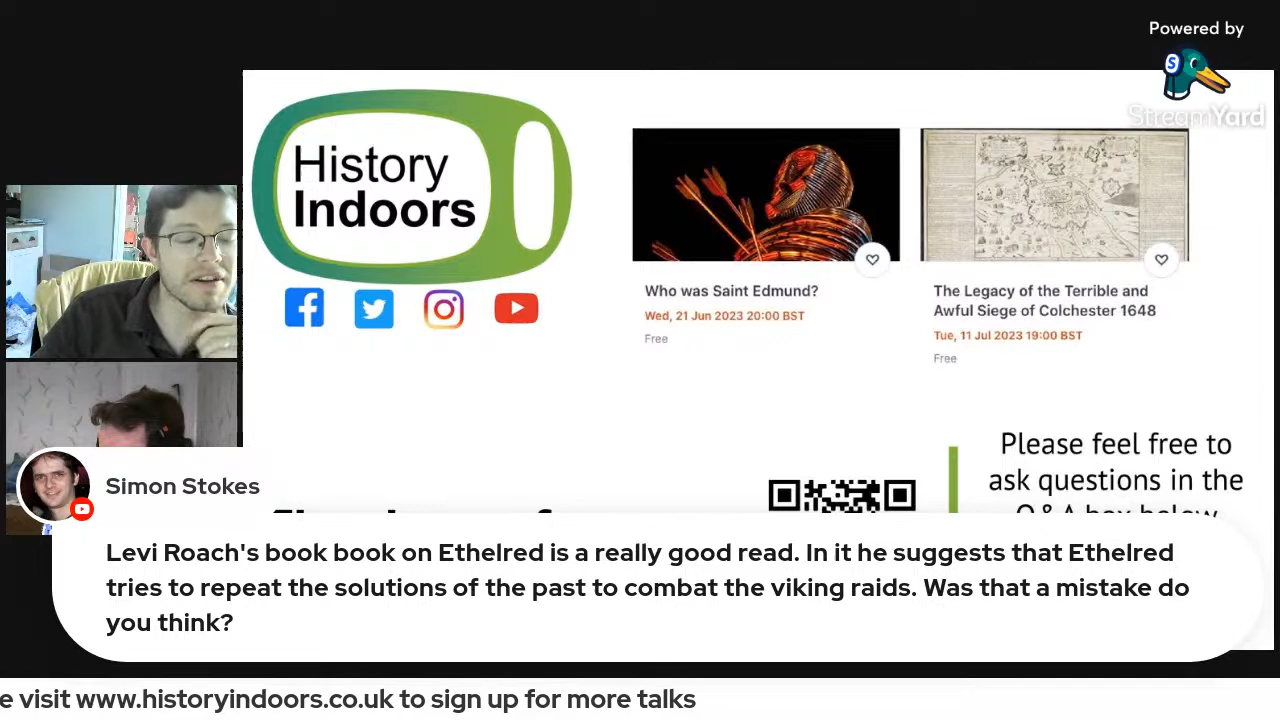 Powered by
StreamYard
History
Indoors
Who was Saint Edmund?
Wed, 21 Jun 2023 20:00 BST
Free
The Legacy of the Terrible and
Awful Siege of Colchester 1648
Tue, 11 Jul 2023 19:00 BST
Free
Please feel free to
ask questions in the
Q&A box below
Simon Stokes
Levi Roach's book book on Ethelred is a really good read. In it he suggests that Ethelred
tries to repeat the solutions of the past to combat the viking raids. Was that a mistake do
you think?
e visit www.historyindoors.co.uk to sign up for more talks